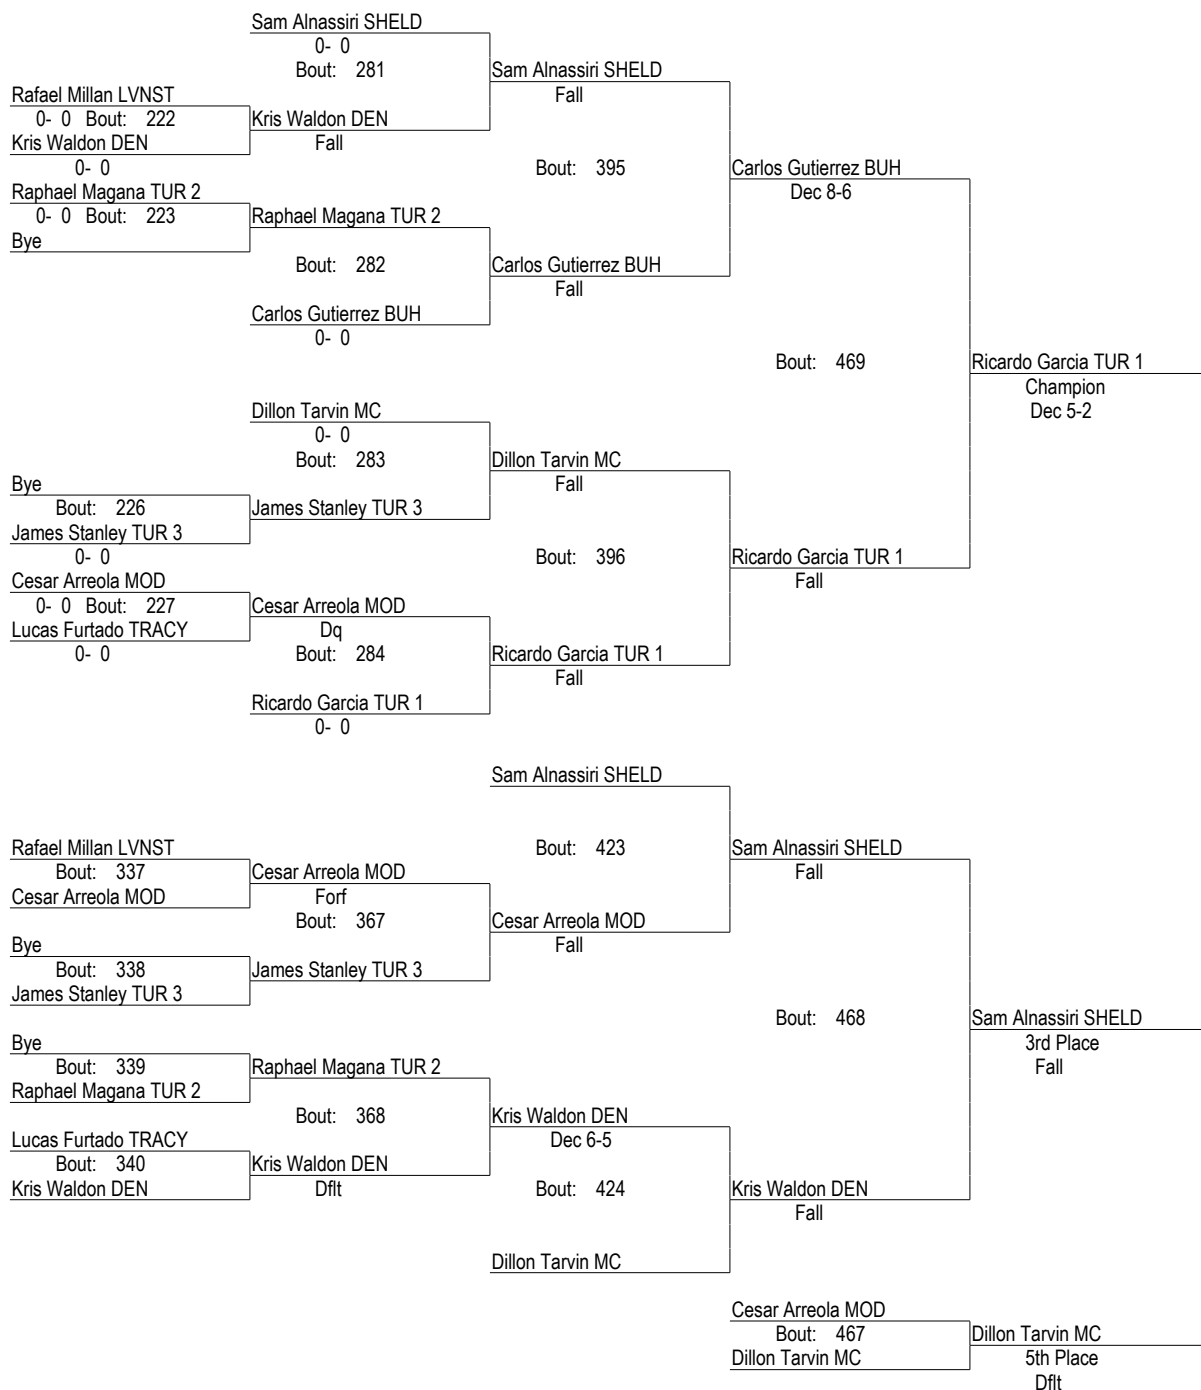 Sam Alnassiri SHELD
0- 0
Bout: 281
Sam Alnassiri SHELD
Fall
Rafael Millan LVNST
0- 0 Bout: 222
Kris Waldon DEN
Fall
Kris Waldon DEN
0- 0
Bout: 395
Carlos Gutierrez BUH
Dec 8-6
Raphael Magana TUR 2
0- 0 Bout: 223
Raphael Magana TUR 2
Bye
Bout: 282
Carlos Gutierrez BUH
Fall
Carlos Gutierrez BUH
0- 0
Bout: 469
Ricardo Garcia TUR 1
Champion
Dec 5-2
Dillon Tarvin MC
0- 0
Bout: 283
Dillon Tarvin MC
Fall
Bye
Bout: 226
James Stanley TUR 3
James Stanley TUR 3
0- 0
Bout: 396
Ricardo Garcia TUR 1
Fall
Cesar Arreola MOD
0- 0 Bout: 227
Cesar Arreola MOD
Dq
Lucas Furtado TRACY
0- 0
Bout: 284
Ricardo Garcia TUR 1
Fall
Ricardo Garcia TUR 1
0- 0
Sam Alnassiri SHELD
Bout: 423
Sam Alnassiri SHELD
Fall
Rafael Millan LVNST
Bout: 337
Cesar Arreola MOD
Cesar Arreola MOD
Forf
Bout: 367
Cesar Arreola MOD
Fall
Bye
Bout: 338
James Stanley TUR 3
James Stanley TUR 3
Bout: 468
Sam Alnassiri SHELD
3rd Place
Fall
Bye
Bout: 339
Raphael Magana TUR 2
Raphael Magana TUR 2
Bout: 368
Kris Waldon DEN
Dec 6-5
Lucas Furtado TRACY
Bout: 340
Kris Waldon DEN
Kris Waldon DEN
Dflt
Bout: 424
Kris Waldon DEN
Fall
Dillon Tarvin MC
Cesar Arreola MOD
Bout: 467
Dillon Tarvin MC
Dillon Tarvin MC
5th Place
Dflt